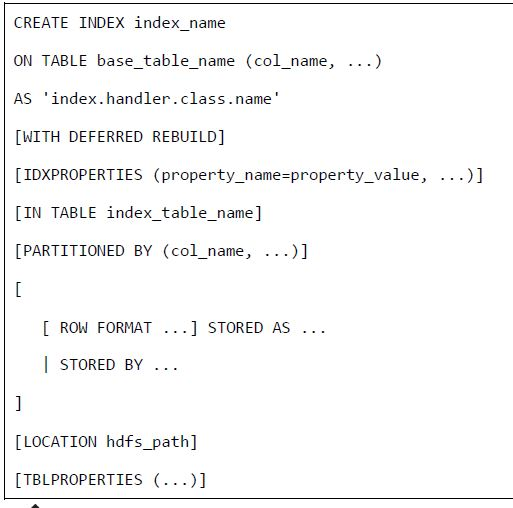 CREATE INDEX index_name
ON TABLE base_table_name (col_name, ...)
AS 'index.handler.class.name'
[WITH DEFERRED REBUILD]
[IDXPROPERTIES (property_name=property_value, ...)]
[IN TABLE index_table_name]
[PARTITIONED BY (col_name, ...)]
[
[ ROW FORMAT ...] STORED AS ...
| STORED BY ...
]
[LOCATION hdfs_path]
[TBLPROPERTIES (...)]